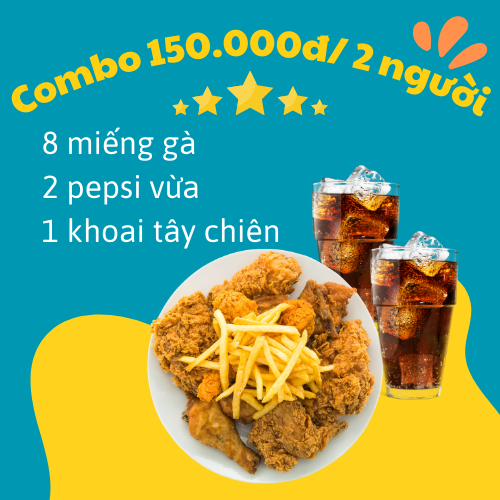 Combo 150.000đ/ 2 người
8 miếng gà
2 pepsi vừa
1 khoai tây chiên